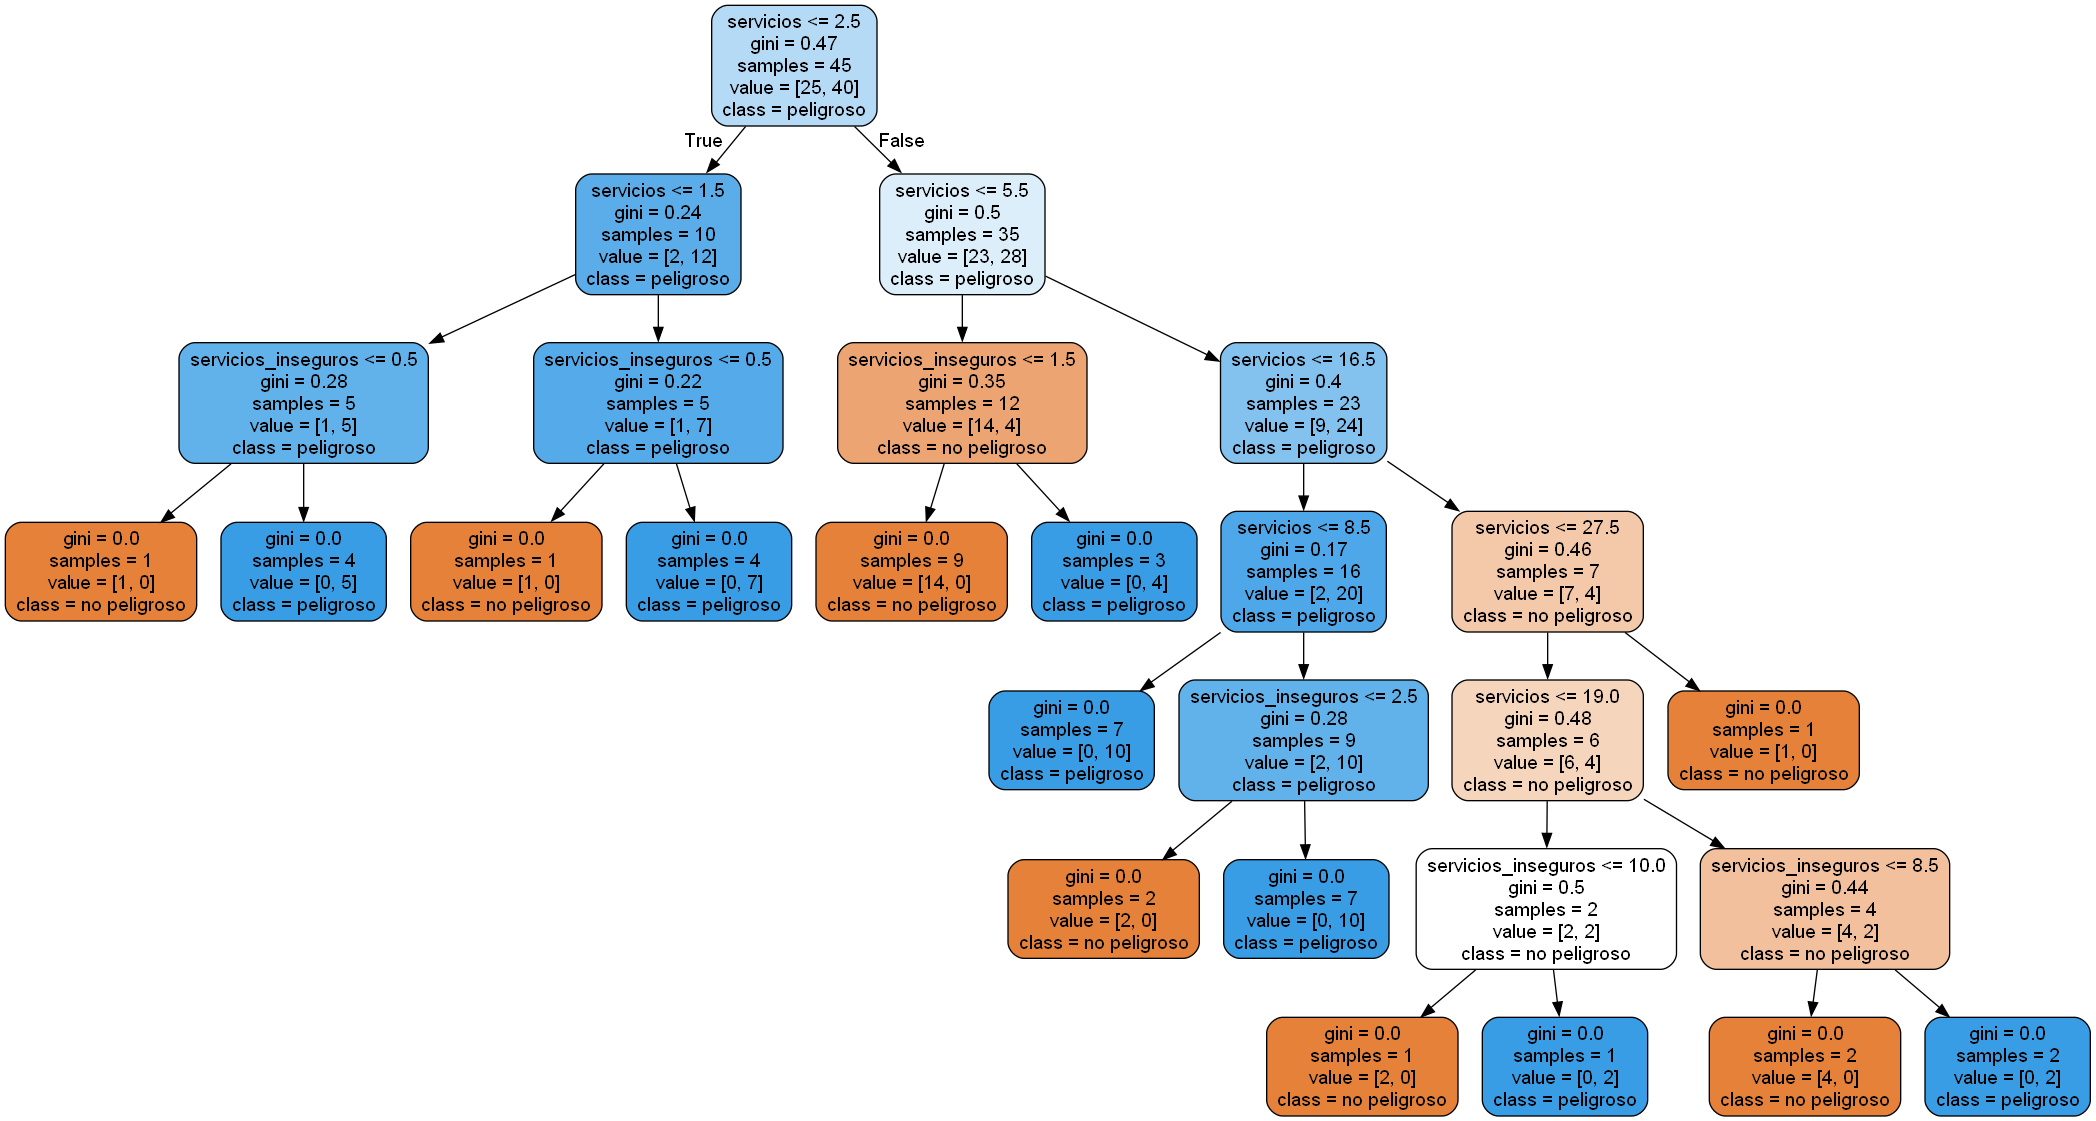 servicios <= 2.5
gini = 0.47
samples = 45
value = [25, 40]
class = peligroso
True
False
servicios <= 1.5
gini = 0.24
samples = 10
value = [2, 12]
class = peligroso
servicios <= 5.5
gini = 0.5
samples = 35
value = [23, 28]
class = peligroso
servicios_inseguros <= 0.5
gini = 0.28
samples = 5
value = [1, 5]
class = peligroso
servicios_inseguros <= 0.5
gini = 0.22
samples = 5
value = [1, 7]
class = peligroso
servicios_inseguros <= 1.5
gini = 0.35
samples = 12
value = [14, 4]
class = no peligroso
servicios <= 16.5
gini = 0.4
samples = 23
value = [9, 24]
class = peligroso
gini = 0.0
samples = 1
value = [1, 0]
class = no peligroso
gini = 0.0
samples = 4
value = [0, 5]
class = peligroso
gini = 0.0
samples = 1
value = [1, 0]
class = no peligroso
gini = 0.0
samples = 4
value = [0, 7]
class = peligroso
gini = 0.0
samples = 9
value = [14, 0]
class = no peligroso
gini = 0.0
samples = 3
value = [0, 4]
class = peligroso
servicios <= 8.5
gini = 0.17
samples = 16
value = [2, 20]
class = peligroso
servicios <= 27.5
gini = 0.46
samples = 7
value = [7, 4]
class = no peligroso
gini = 0.0
samples = 7
value = [0, 10]
class = peligroso
servicios_inseguros <= 2.5
gini = 0.28
samples = 9
value = [2, 10]
class = peligroso
servicios <= 19.0
gini = 0.48
samples = 6
value = [6, 4]
class = no peligroso
gini = 0.0
samples = 1
value = [1, 0]
class = no peligroso
gini = 0.0
samples = 2
value = [2, 0]
class = no peligroso
gini = 0.0
samples = 7
value = [0, 10]
class = peligroso
servicios_inseguros <= 10.0
gini = 0.5
samples = 2
value = [2, 2]
class = no peligroso
servicios_inseguros <= 8.5
gini = 0.44
samples = 4
value = [4, 2]
class = no peligroso
gini = 0.0
samples = 1
value = [2, 0]
class = no peligroso
gini = 0.0
samples = 1
value = [0, 2]
class = peligroso
gini = 0.0
samples = 2
value = [4, 0]
class = no peligroso
gini = 0.0
samples = 2
value = [0, 2]
class = peligroso